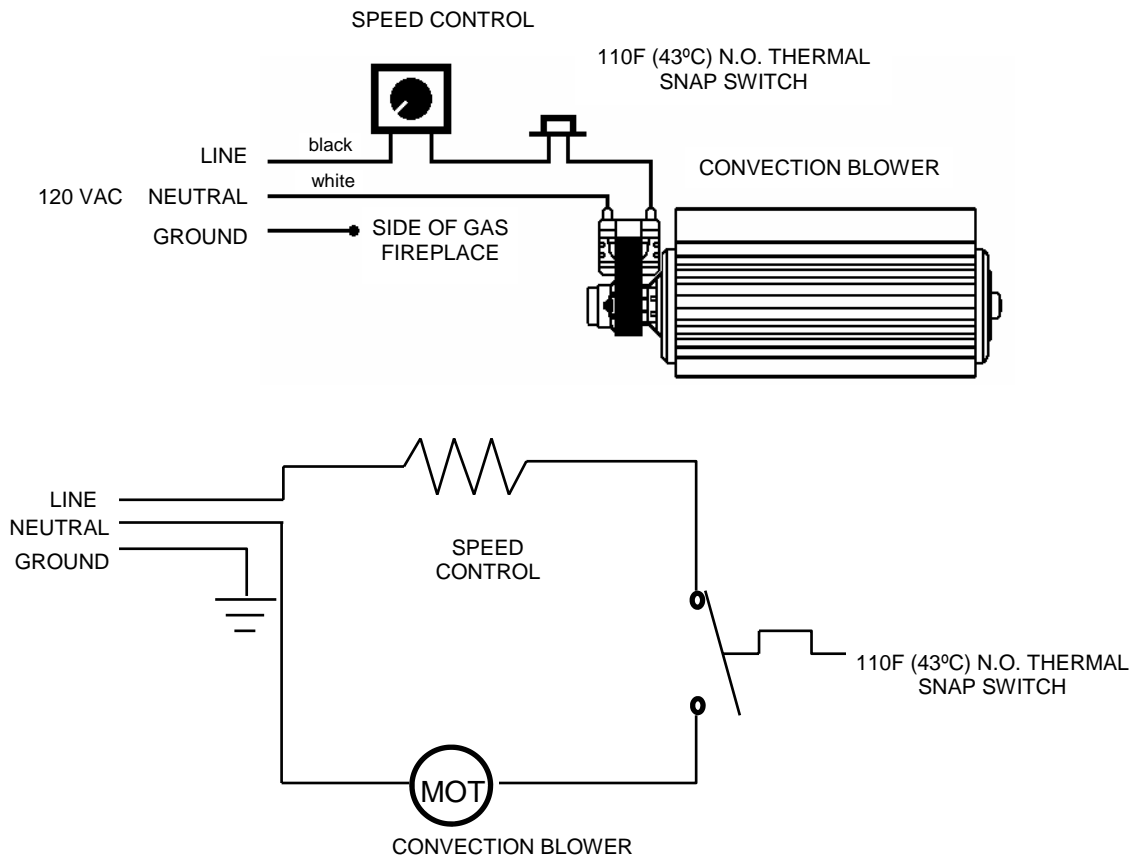 SPEED CONTROL
110F (43ºC) N.O. THERMAL
SNAP SWITCH
black
LINE
CONVECTION BLOWER
white
120 VAC NEUTRAL
GROUND
SIDE OF GAS
FIREPLACE
LINE
NEUTRAL
GROUND
SPEED
CONTROL
110F (43ºC) N.O. THERMAL
SNAP SWITCH
MOT
CONVECTION BLOWER